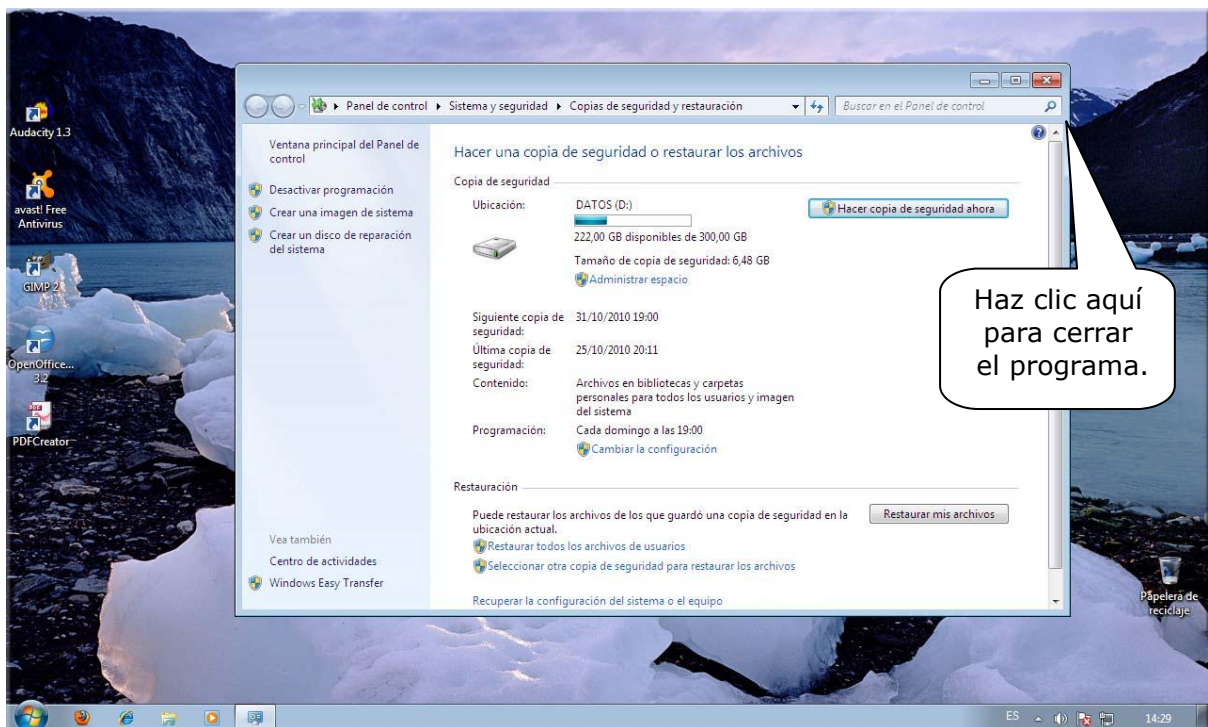 Panel de control Sistema y seguridad Copias de seguridad y restauración
Buscar en el Panel de control
Audacity 1.3
avast! Free
Antivirus
GIMP 2
OpenOffice...
3.2
PDFCreator
Ventana principal del Panel de
control
Desactivar programación
Crear una imagen de sistema
Crear un disco de reparación
del sistema
Vea también
Centro de actividades
Windows Easy Transfer
Hacer una copia de seguridad o restaurar los archivos
Copia de seguridad
Ubicación: DATOS (D:)
Hacer copia de seguridad ahora
222,00 GB disponibles de 300,00 GB
Tamaño de copia de seguridad: 6,48 GB
Administrar espacio
Siguiente copia de 31/10/2010 19:00
seguridad:
Última copia de 25/10/2010 20:11
seguridad:
Contenido: Archivos en bibliotecas y carpetas
personales para todos los usuarios y imagen
del sistema
Programación: Cada domingo a las 19:00
Cambiar la configuración
Restauración
Puede restaurar los archivos de los que guardó una copia de seguridad en la
ubicación actual.
Restaurar mis archivos
Restaurar todos los archivos de usuarios
Seleccionar otra copia de seguridad para restaurar los archivos
Recuperar la configuración del sistema o el equipo
Haz clic aquí
para cerrar
el programa.
Papelera de
reciclaje
ES
14:29